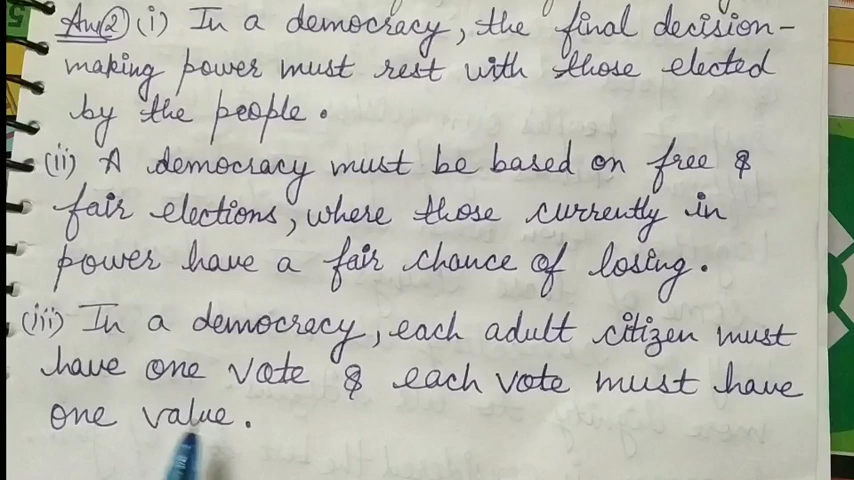 Ans② (i) In a democracy, the final decision-
making power must rest with those elected
by the people.
(ii) A democracy must be based on free &
fair elections, where those currently in
power have a fair chance of losing.
(iii) In a democracy, each adult citizen must
have one vote & each vote must have
one value.